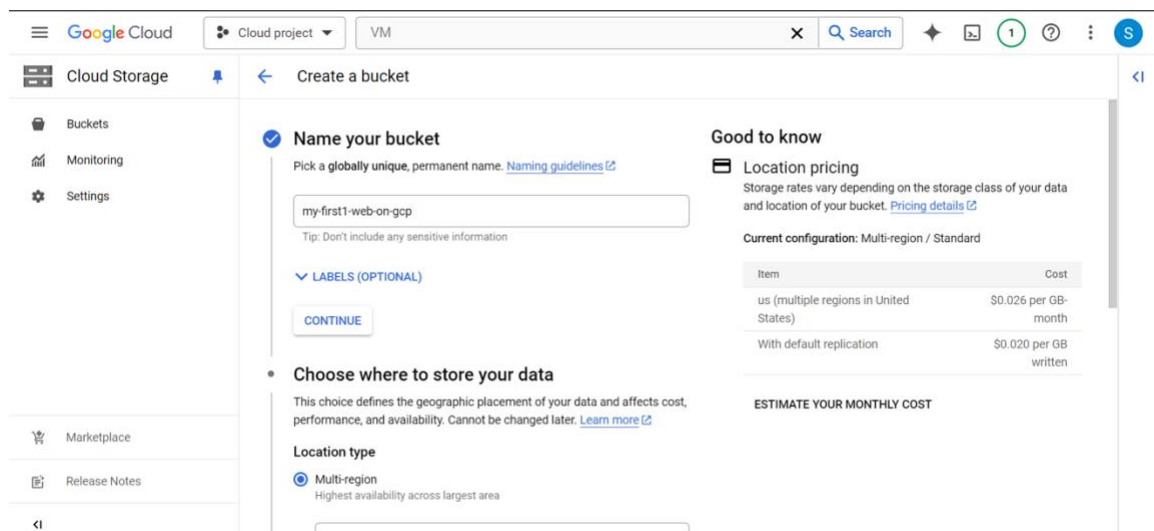 Google Cloud
Cloud project
VM
Search
1
S
Cloud Storage
Create a bucket
Buckets
Monitoring
Settings
Marketplace
Release Notes
Name your bucket
Pick a globally unique, permanent name. Naming guidelines
my-first1-web-on-gcp
Tip: Don't include any sensitive information
LABELS (OPTIONAL)
CONTINUE
Choose where to store your data
This choice defines the geographic placement of your data and affects cost,
performance, and availability. Cannot be changed later. Learn more
Location type
Multi-region
Highest availability across largest area
Good to know
Location pricing
Storage rates vary depending on the storage class of your data
and location of your bucket. Pricing details
Current configuration: Multi-region / Standard
Item Cost
us (multiple regions in United $0.026 per GB-
States) month
With default replication $0.020 per GB
written
ESTIMATE YOUR MONTHLY COST